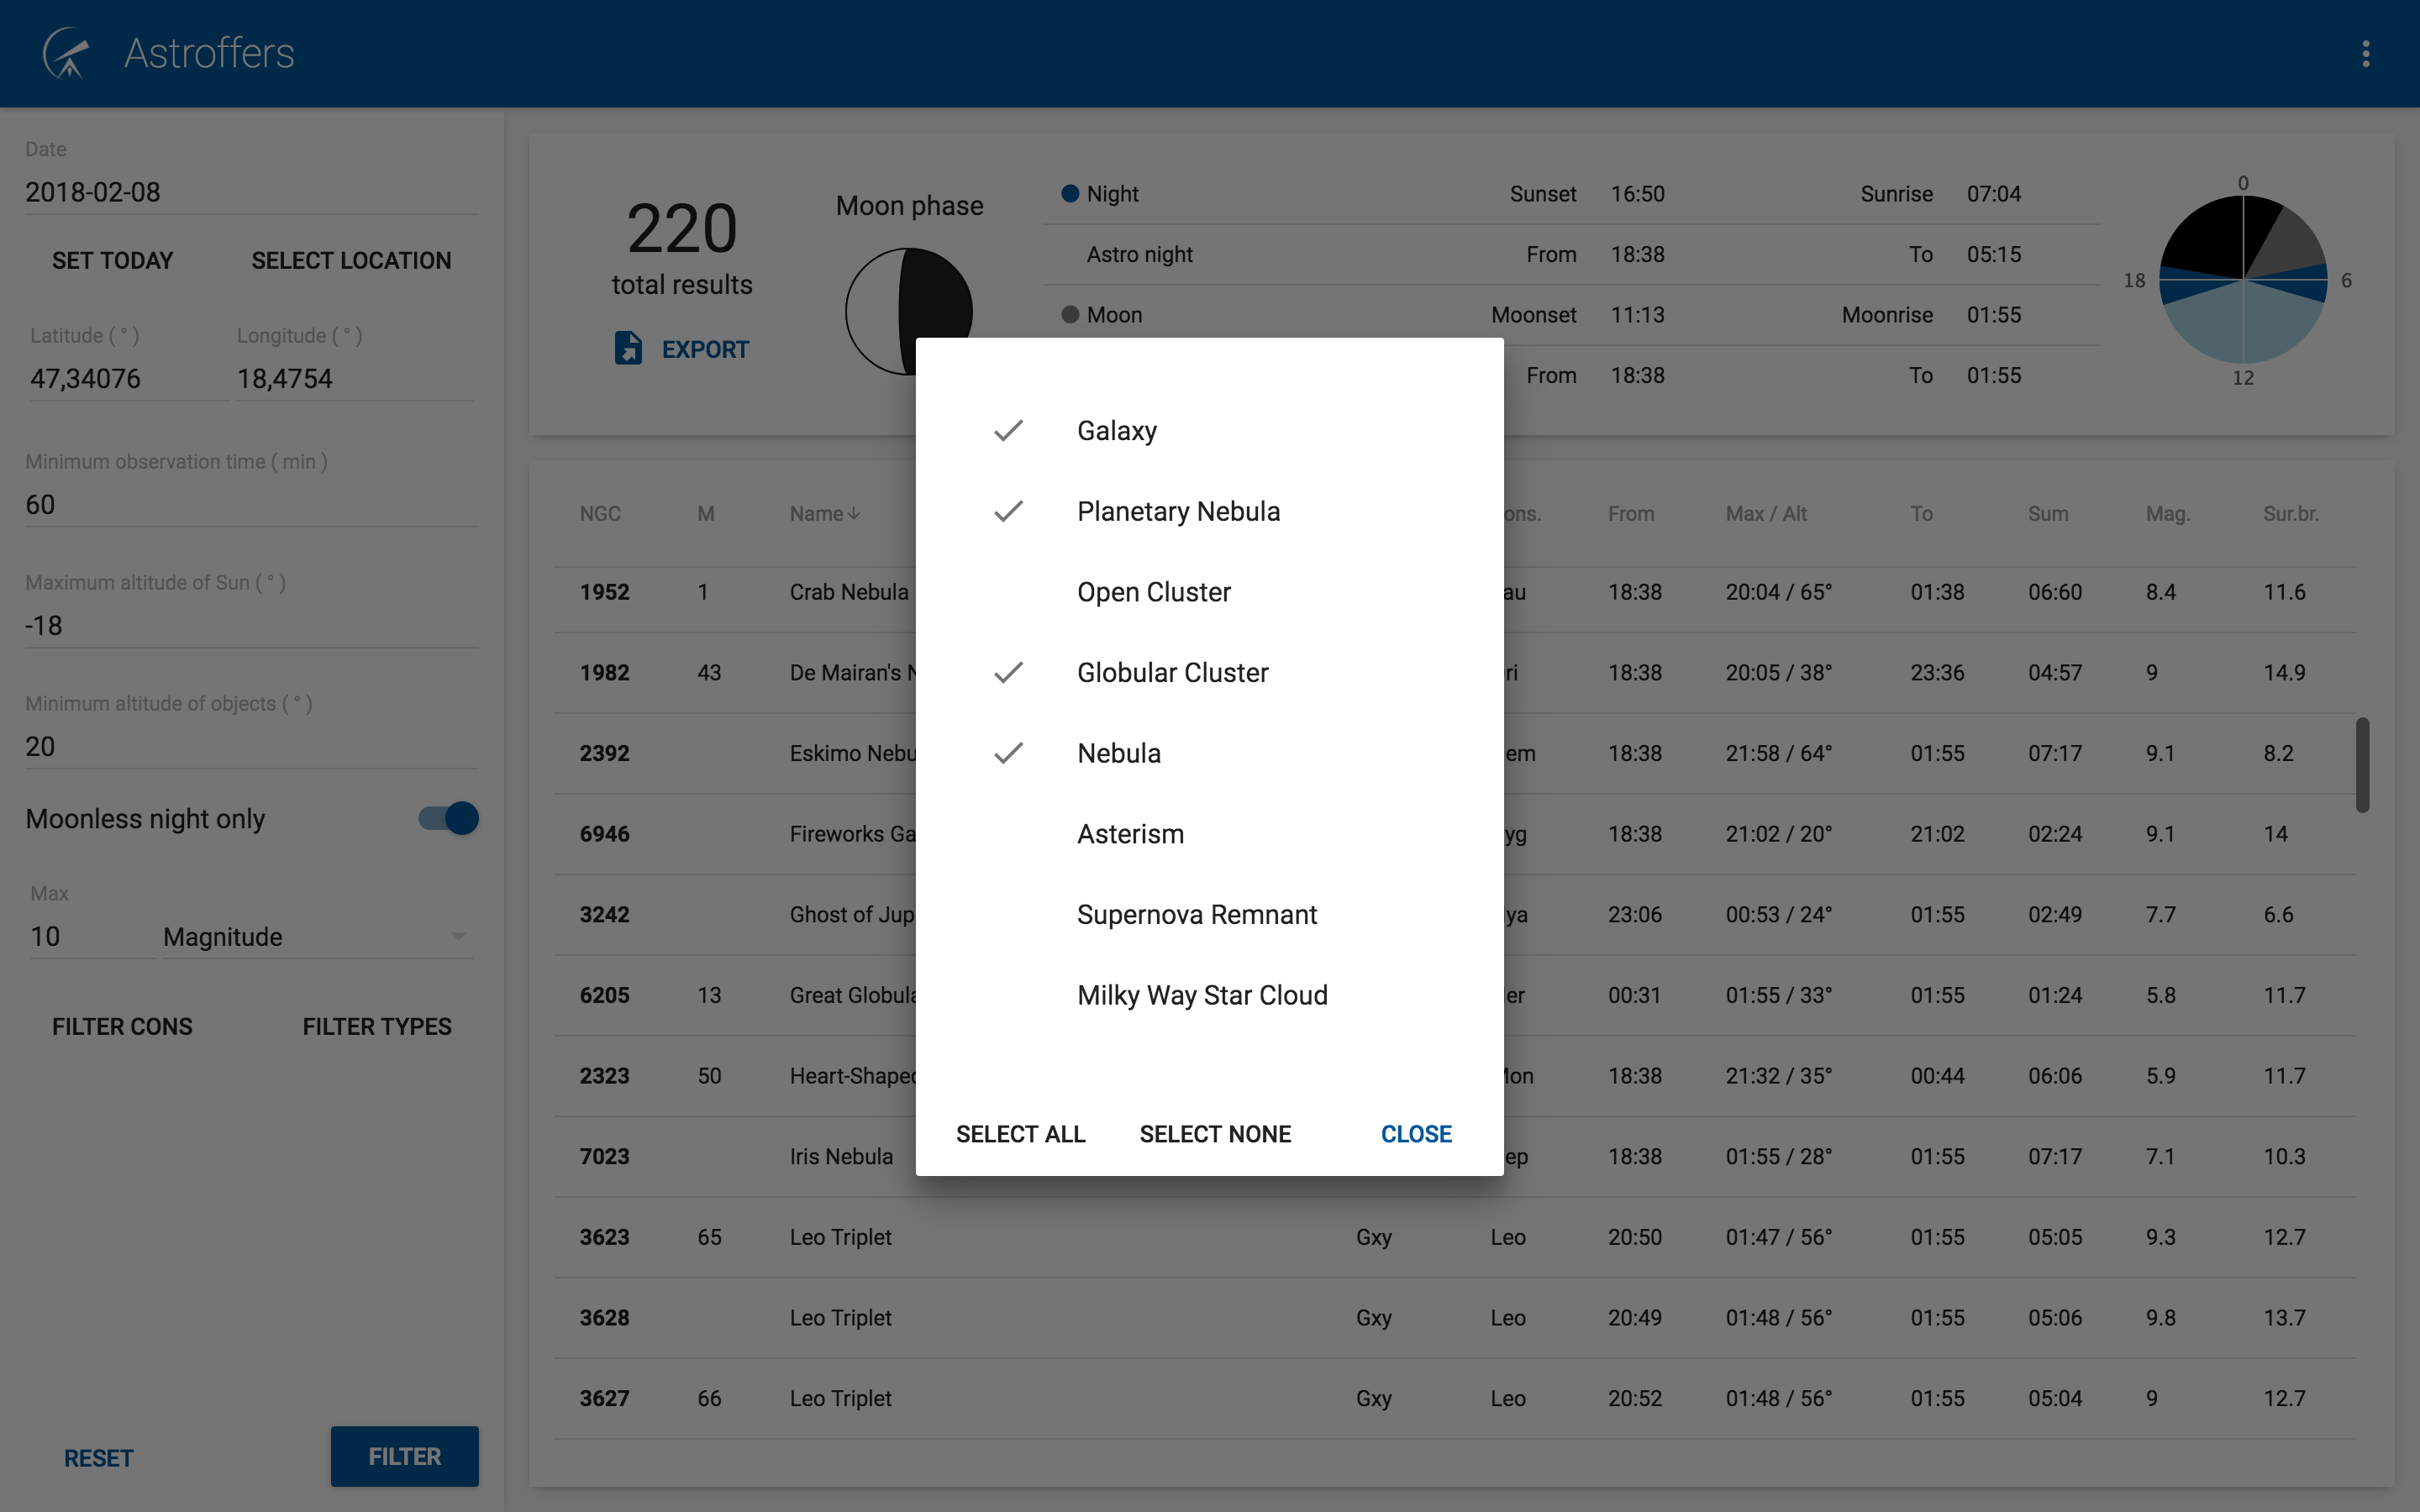 Astroffers
Date
2018-02-08
SET TODAY SELECT LOCATION
Latitude ( ° ) Longitude ( ° )
47,34076 18,4754
Minimum observation time ( min )
60
Maximum altitude of Sun ( ° )
-18
Minimum altitude of objects ( ° )
20
Moonless night only
Max
10 Magnitude
FILTER CONS FILTER TYPES
RESET FILTER
220
total results
EXPORT
Moon phase
Night Sunset 16:50 Sunrise 07:04
Astro night From 18:38 To 05:15
Moon Moonset 11:13 Moonrise 01:55
From 18:38 To 01:55
0
18 6
12
NGC M Name From Max / Alt To Sum Mag. Sur.br.
1952 1 Crab Nebula 18:38 20:04 / 65° 01:38 06:60 8.4 11.6
1982 43 De Mairan's 18:38 20:05 / 38° 23:36 04:57 9 14.9
2392 Eskimo 18:38 21:58 / 64° 01:55 07:17 9.1 8.2
6946 Fireworks 18:38 21:02 / 20° 21:02 02:24 9.1 14
3242 Ghost of 23:06 00:53 / 24° 01:55 02:49 7.7 6.6
6205 13 Great 00:31 01:55 / 33° 01:55 01:24 5.8 11.7
2323 50 18:38 21:32 / 35° 00:44 06:06 5.9 11.7
7023 Iris Nebula 18:38 01:55 / 28° 01:55 07:17 7.1 10.3
3623 65 Leo Triplet Gxy Leo 20:50 01:47 / 56° 01:55 05:05 9.3 12.7
3628 Leo Triplet Gxy Leo 20:49 01:48 / 56° 01:55 05:06 9.8 13.7
3627 66 Leo Triplet Gxy Leo 20:52 01:48 / 56° 01:55 05:04 9 12.7
Galaxy
Planetary Nebula
Open Cluster
Globular Cluster
Nebula
Asterism
Supernova Remnant
Milky Way Star Cloud
SELECT ALL SELECT NONE CLOSE